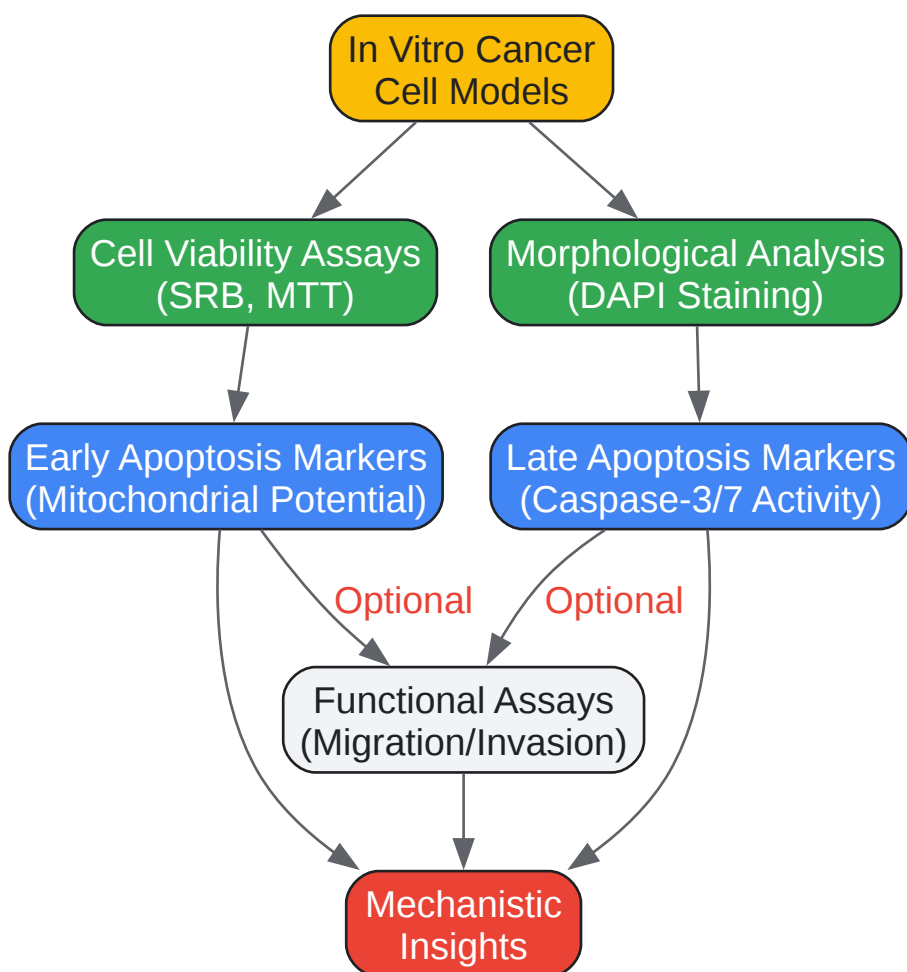 In Vitro Cancer
Cell Models
Cell Viability Assays
(SRB, MTT)
Morphological Analysis
(DAPI Staining)
Early Apoptosis Markers
(Mitochondrial Potential)
Late Apoptosis Markers
(Caspase-3/7 Activity)
Optional
Optional
Functional Assays
(Migration/Invasion)
Mechanistic
Insights